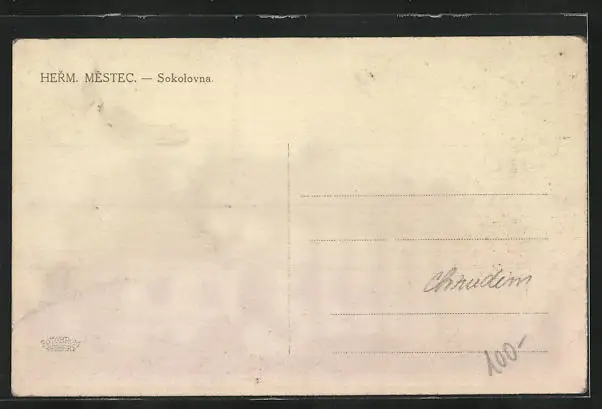 HEŘM. MĚSTEC. — Sokolovna.
Chrudim
100-